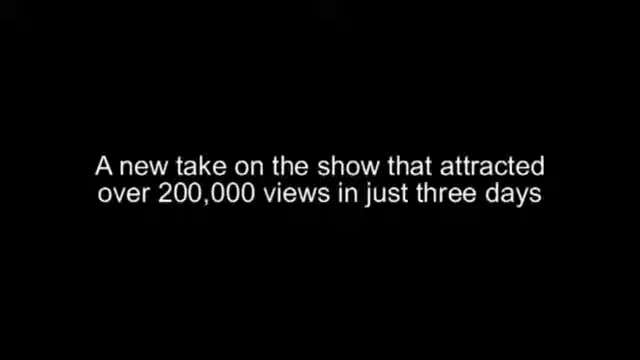 A new take on the show that attracted
over 200,000 views in just three days